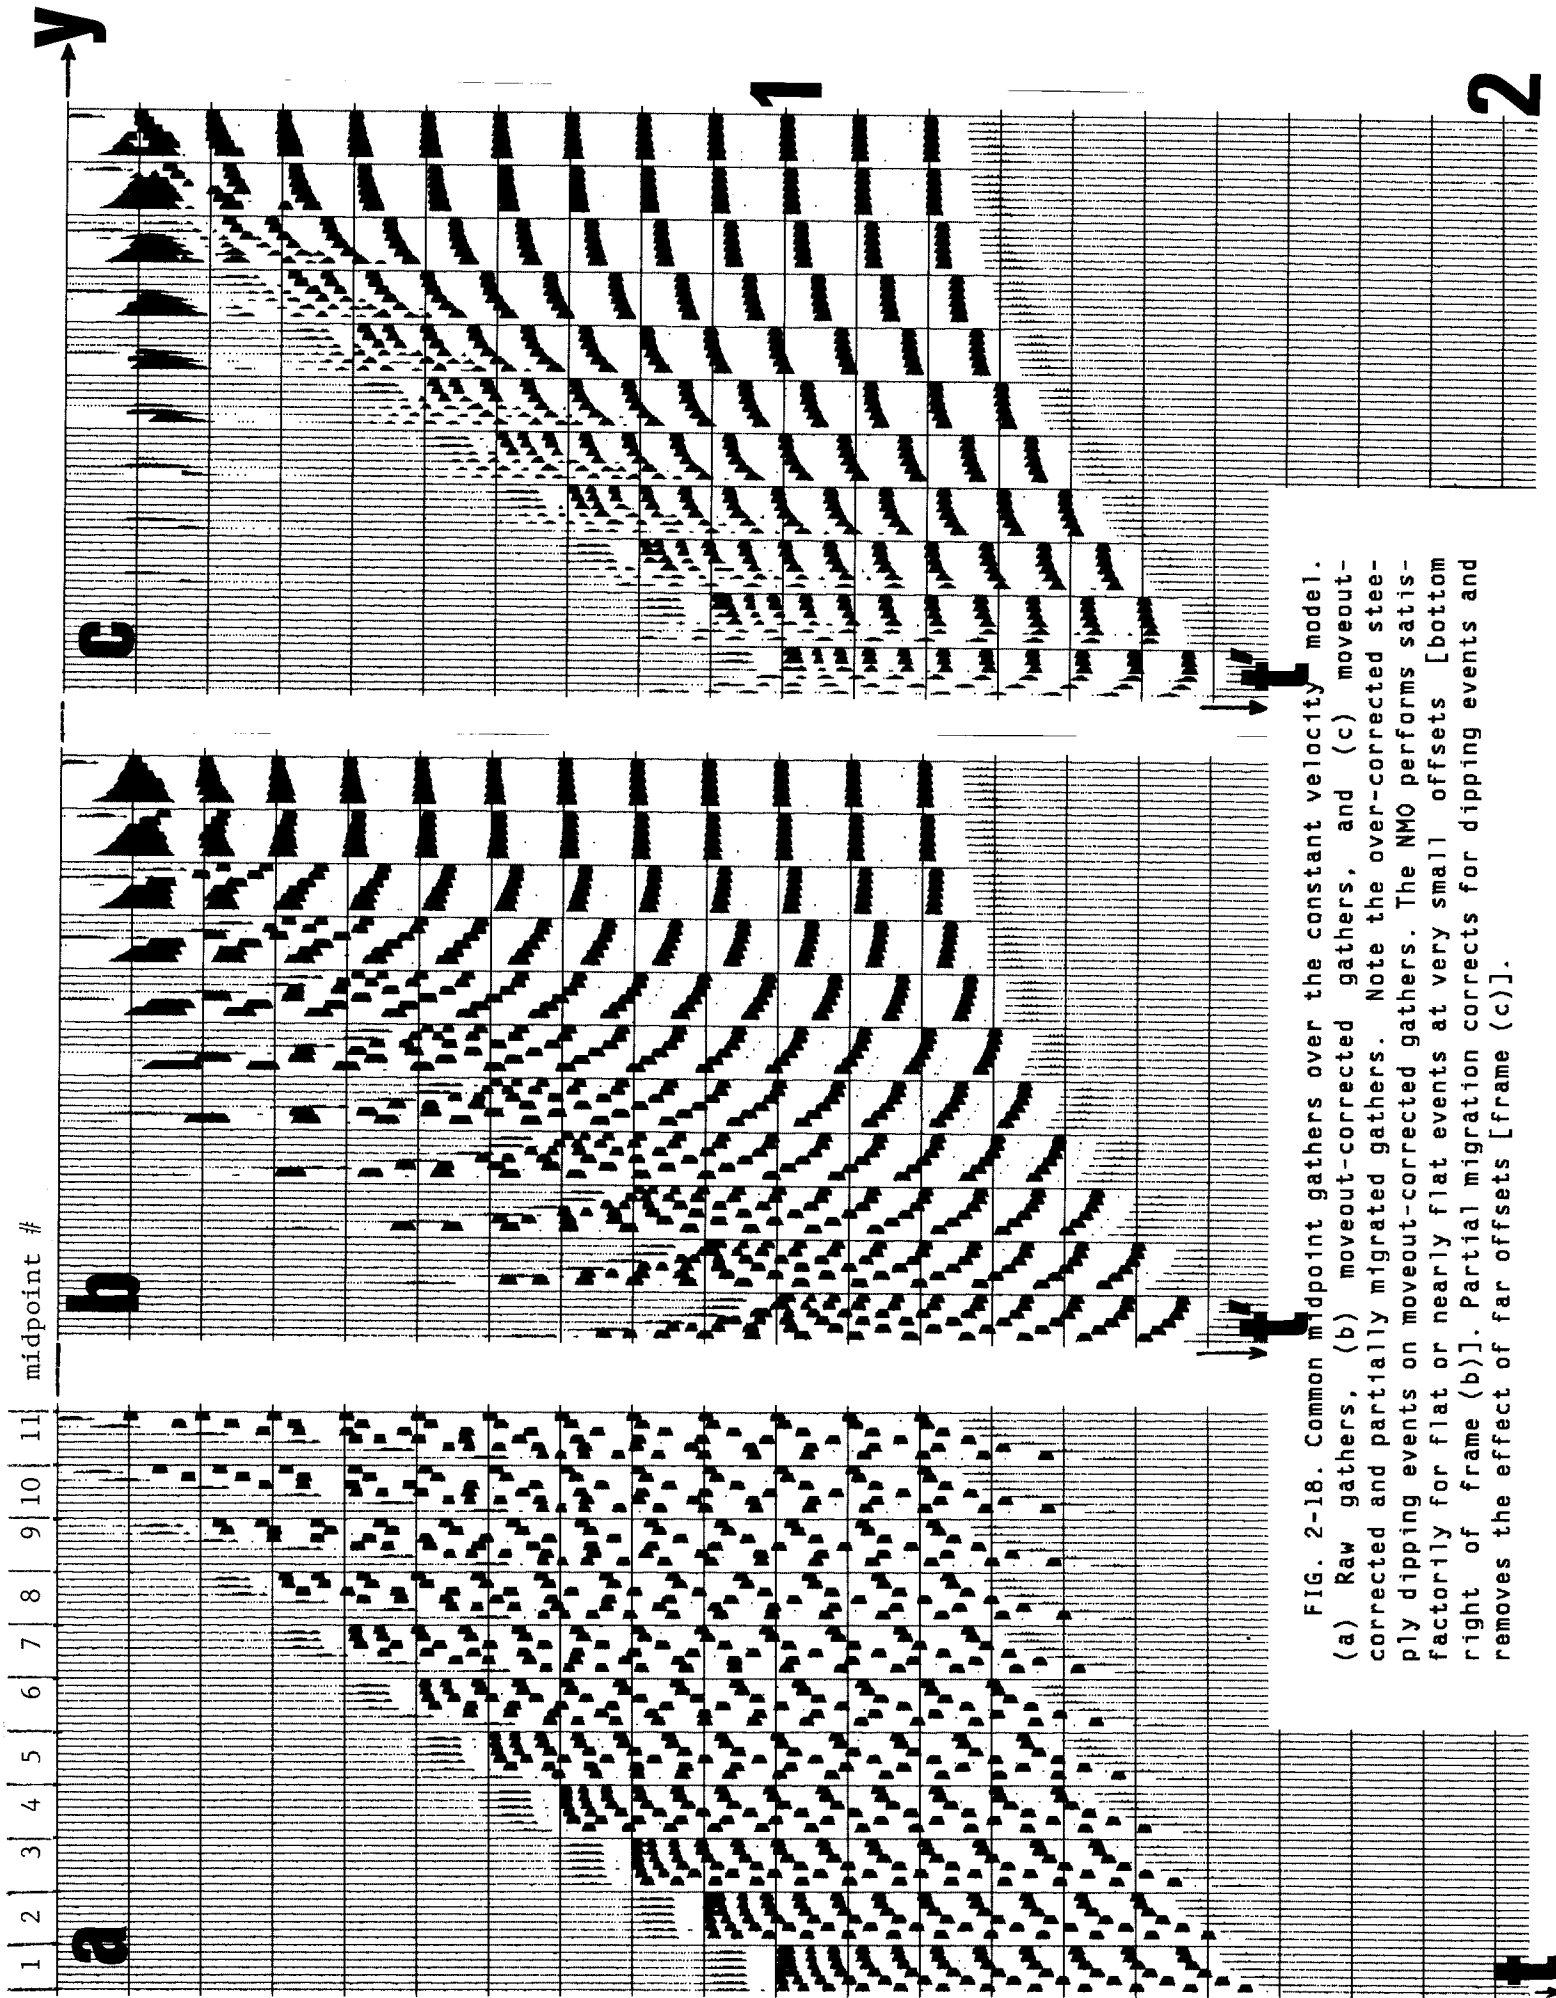 y
c
1
2
t'
b
t'
midpoint #
1 2 3 4 5 6 7 8 9 10 11
a
t
FIG. 2-18. Common midpoint gathers over the constant velocity model.
(a) Raw gathers, (b) moveout-corrected gathers, and (c) moveout-
corrected and partially migrated gathers. Note the over-corrected stee-
ply dipping events on moveout-corrected gathers. The NMO performs satis-
factorily for flat or nearly flat events at very small offsets [bottom
right of frame (b)]. Partial migration corrects for dipping events and
removes the effect of far offsets [frame (c)].